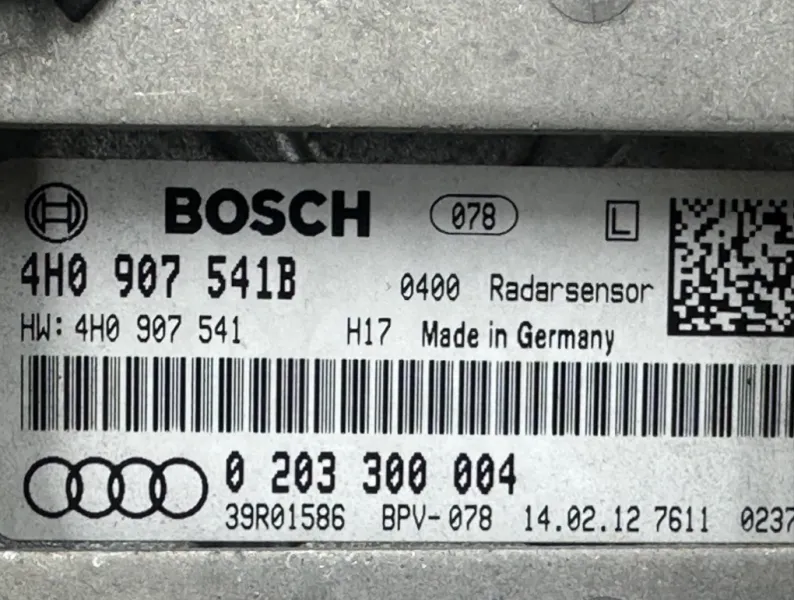 BOSCH 078 L
4H0 907 541B 0400 Radarsensor
HW: 4H0 907 541 H17 Made in Germany
0 203 300 004
39R01586 BPV-078 14.02.12 7611 0237